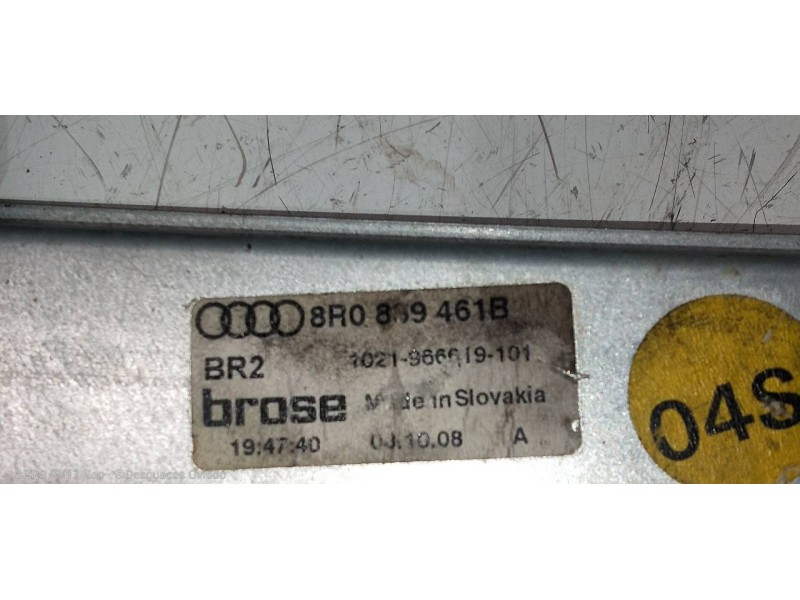 8R0 839 461B
BR2 1021-966619-101
brose Made in Slovakia
19:47:40 03.10.08 A
04S